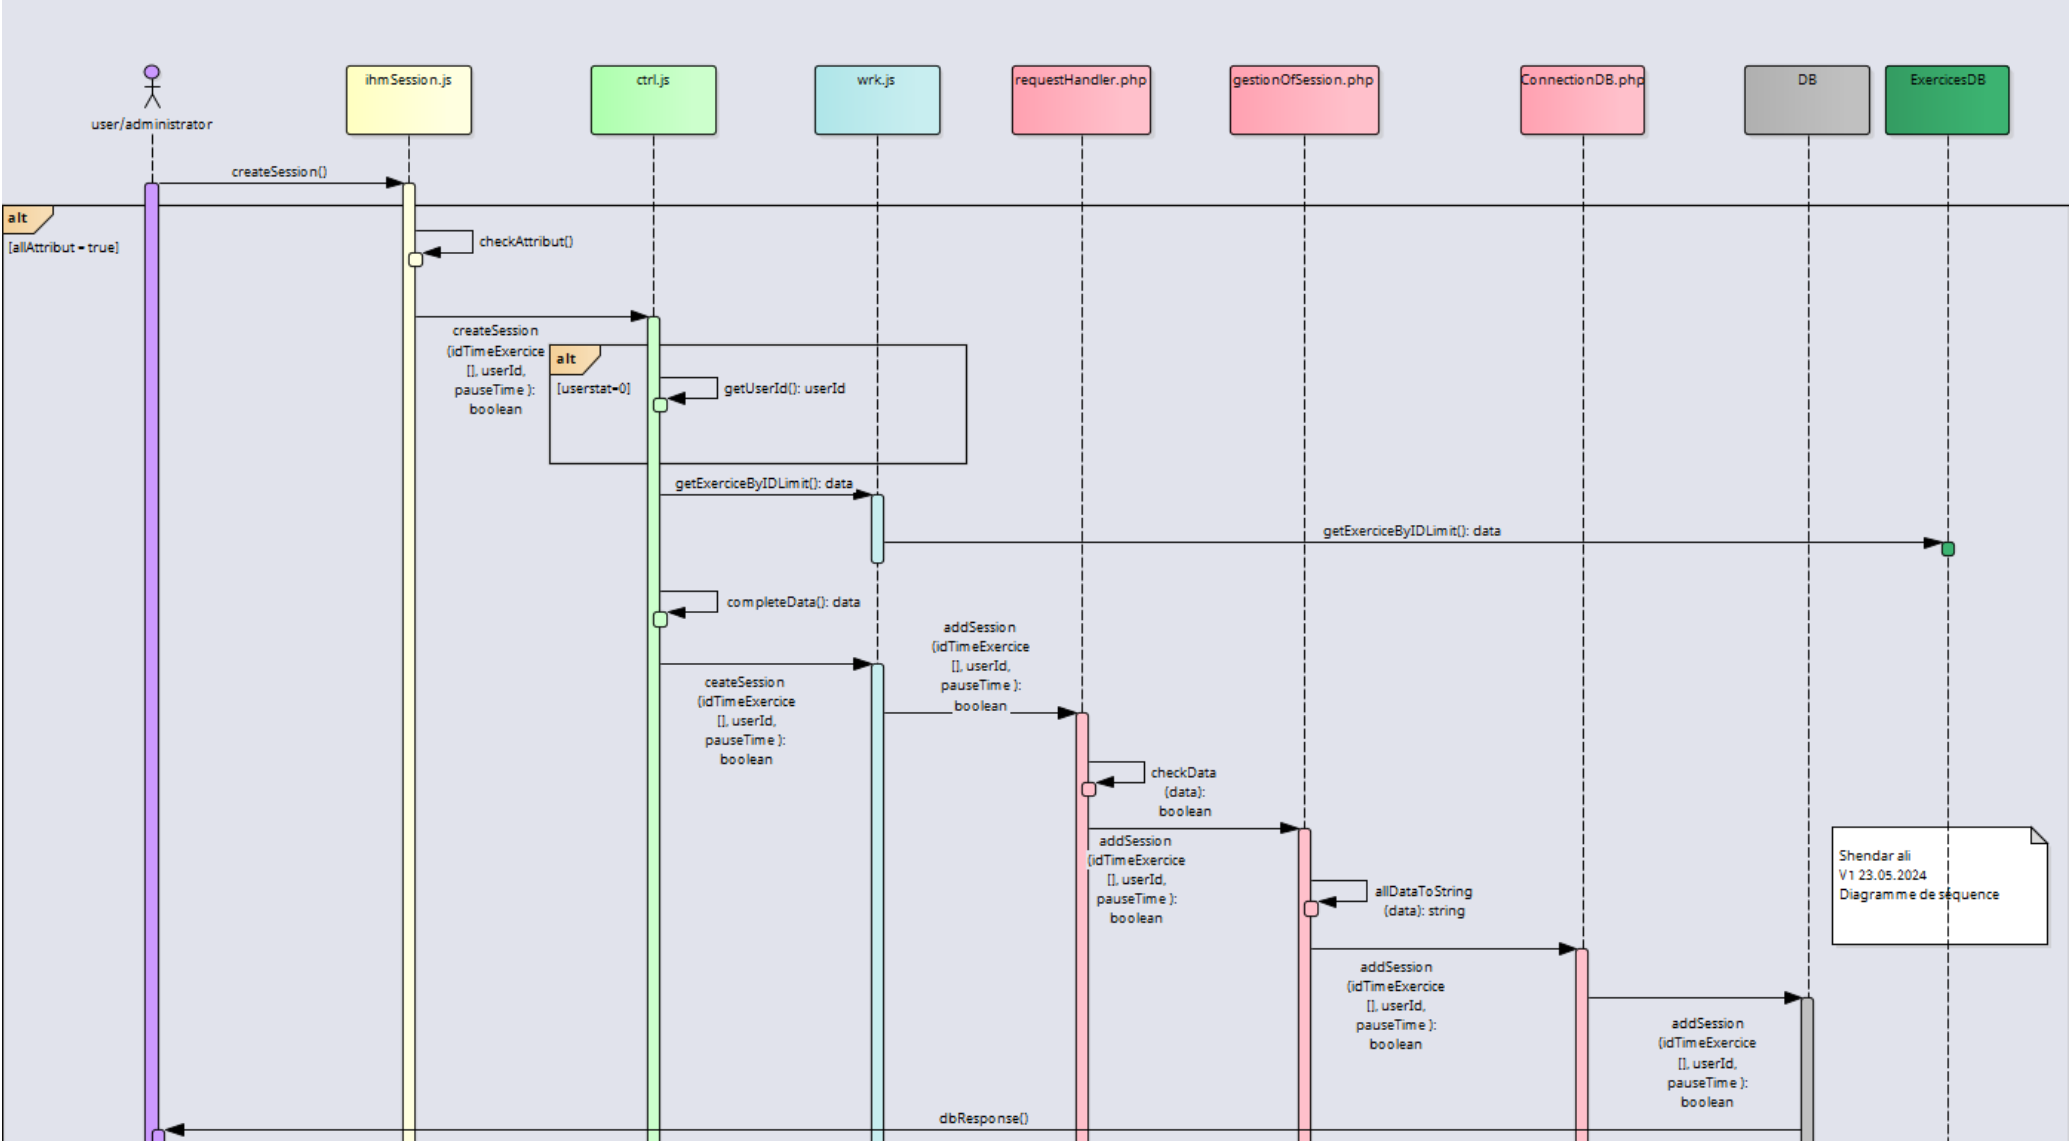 user/administrator
ihmSession.js
ctrl.js
wrk.js
requestHandler.php
gestionOfSession.php
ConnectionDB.php
DB
ExercicesDB
createSession()
alt
[allAttribut = true]
checkAttribut()
createSession
(idTimeExercice
[], userId,
pauseTime ):
boolean
alt
[userstat=0]
getUserId(): userId
getExerciceByIDLimit(): data
getExerciceByIDLimit(): data
completeData(): data
ceateSession
(idTimeExercice
[], userId,
pauseTime ):
boolean
addSession
(idTimeExercice
[], userId,
pauseTime ):
boolean
checkData
(data):
boolean
addSession
(idTimeExercice
[], userId,
pauseTime ):
boolean
allDataToString
(data): string
Shendar ali
V1 23.05.2024
Diagramme de séquence
addSession
(idTimeExercice
[], userId,
pauseTime ):
boolean
addSession
(idTimeExercice
[], userId,
pauseTime ):
boolean
dbResponse()